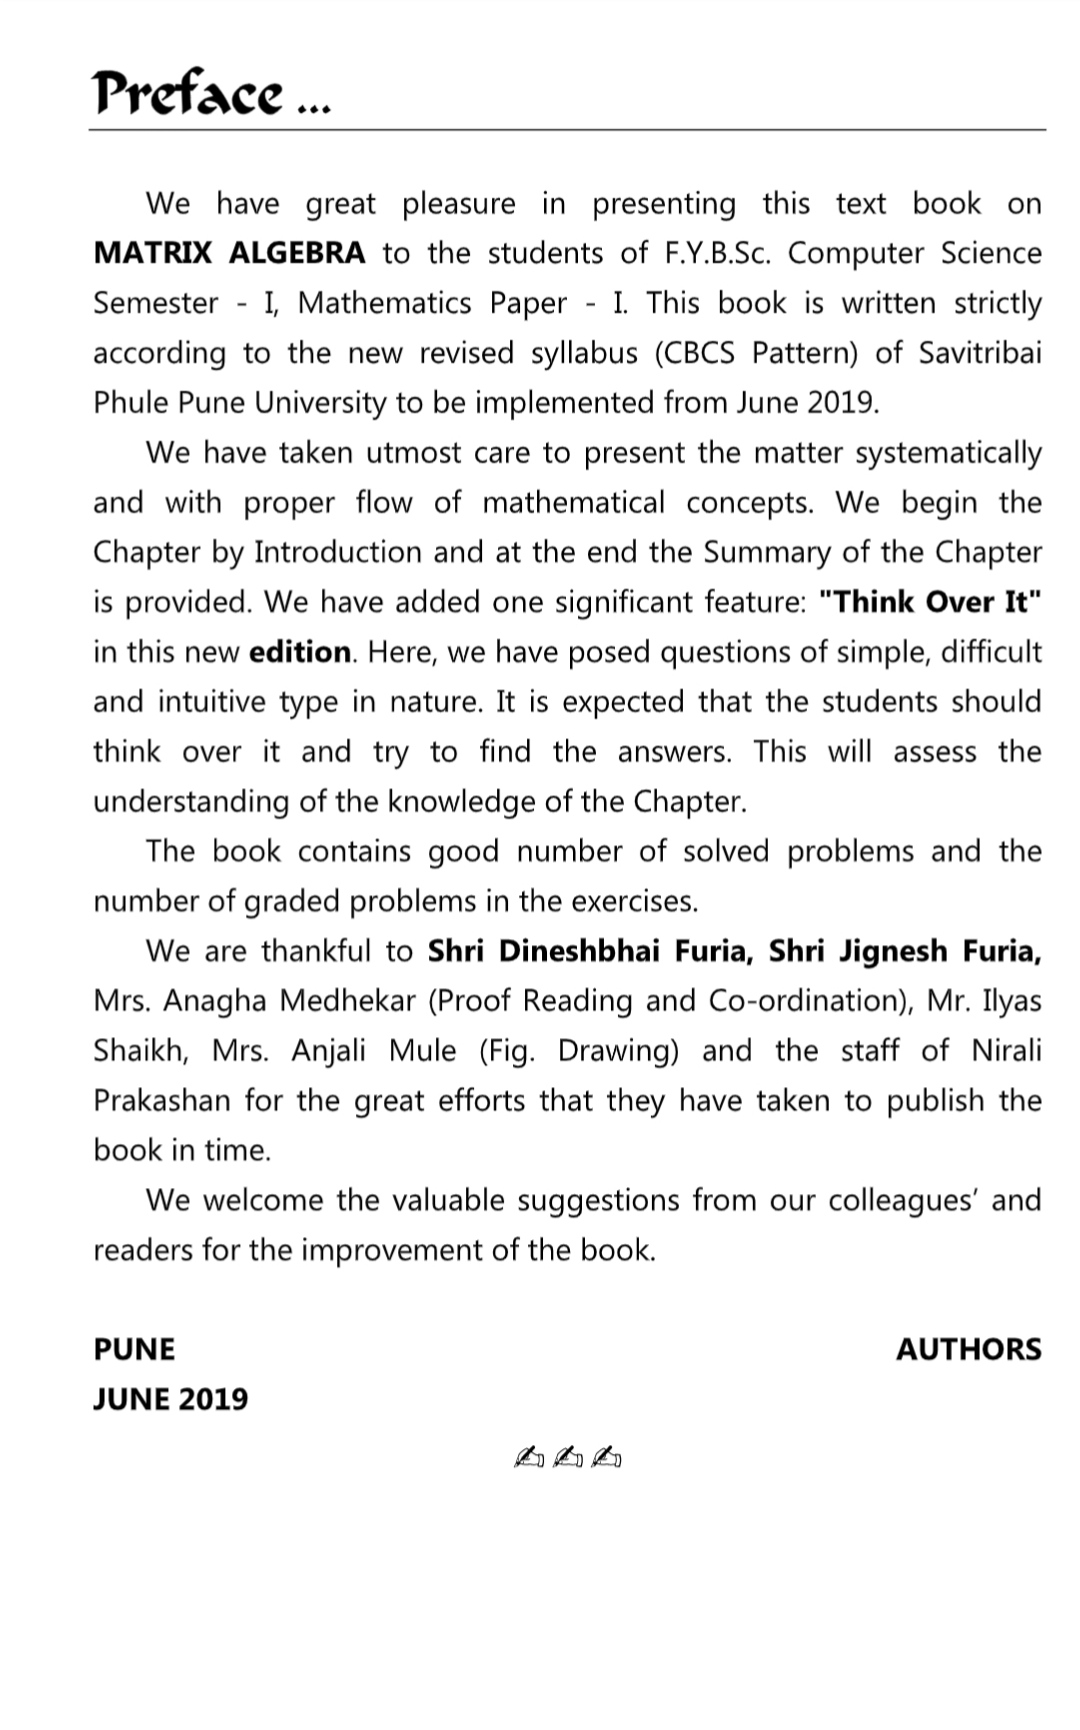 Preface ...
We have great pleasure in presenting this text book on
MATRIX ALGEBRA to the students of F.Y.B.Sc. Computer Science
Semester - I, Mathematics Paper - I. This book is written strictly
according to the new revised syllabus (CBCS Pattern) of Savitribai
Phule Pune University to be implemented from June 2019.
We have taken utmost care to present the matter systematically
and with proper flow of mathematical concepts. We begin the
Chapter by Introduction and at the end the Summary of the Chapter
is provided. We have added one significant feature: "Think Over It"
in this new edition. Here, we have posed questions of simple, difficult
and intuitive type in nature. It is expected that the students should
think over it and try to find the answers. This will assess the
understanding of the knowledge of the Chapter.
The book contains good number of solved problems and the
number of graded problems in the exercises.
We are thankful to Shri Dineshbhai Furia, Shri Jignesh Furia,
Mrs. Anagha Medhekar (Proof Reading and Co-ordination), Mr. Ilyas
Shaikh, Mrs. Anjali Mule (Fig. Drawing) and the staff of Nirali
Prakashan for the great efforts that they have taken to publish the
book in time.
We welcome the valuable suggestions from our colleagues’ and
readers for the improvement of the book.
PUNE AUTHORS
JUNE 2019